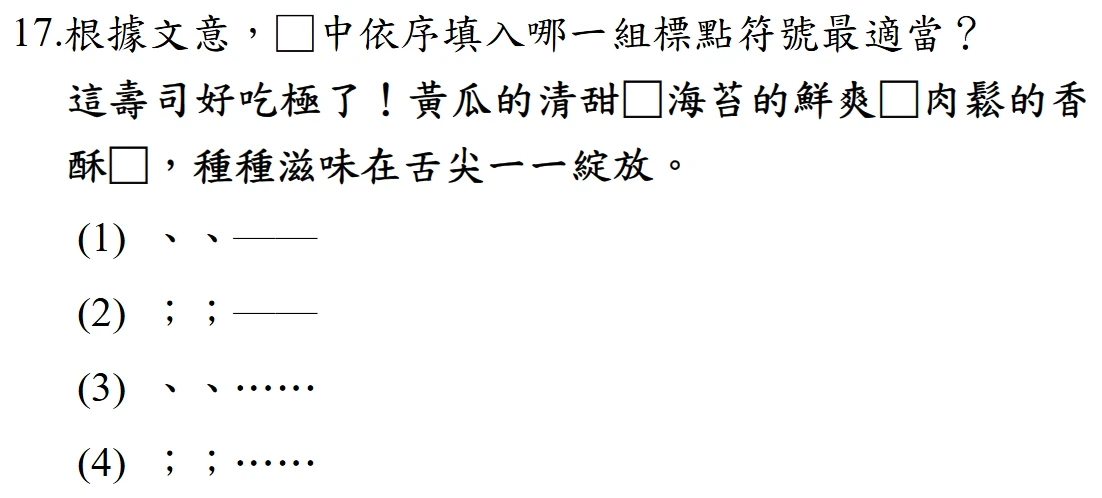 17.根據文意，□中依序填入哪一組標點符號最適當？
這壽司好吃極了！黃瓜的清甜□海苔的鮮爽□肉鬆的香
酥□，種種滋味在舌尖一一綻放。
(1) 、、——
(2) ；；——
(3) 、、……
(4) ；；……